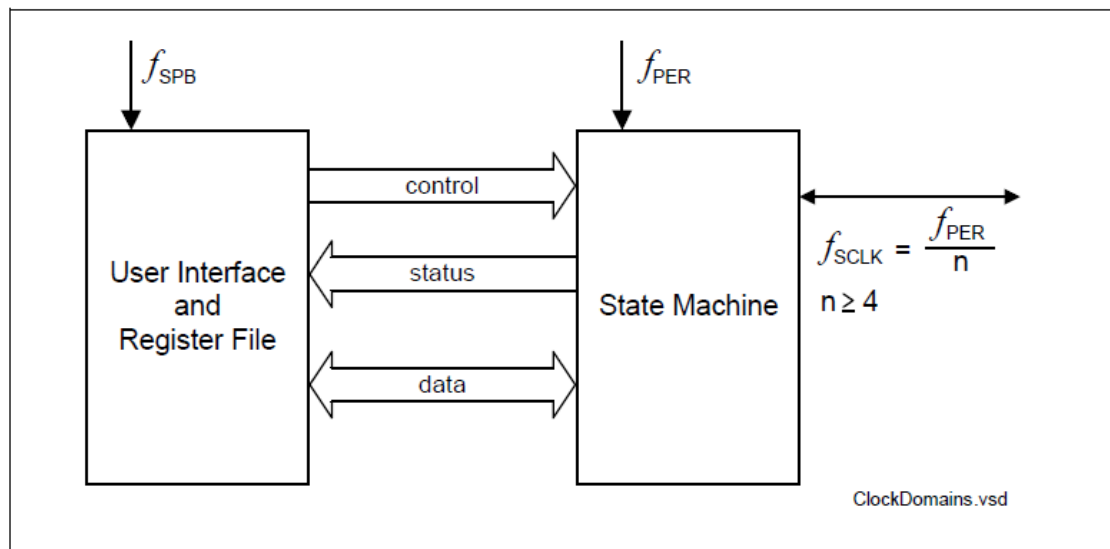 fSPB
fPER
control
status
data
User Interface
and
Register File
State Machine
fSCLK = fPER / n
n ≥ 4
ClockDomains.vsd